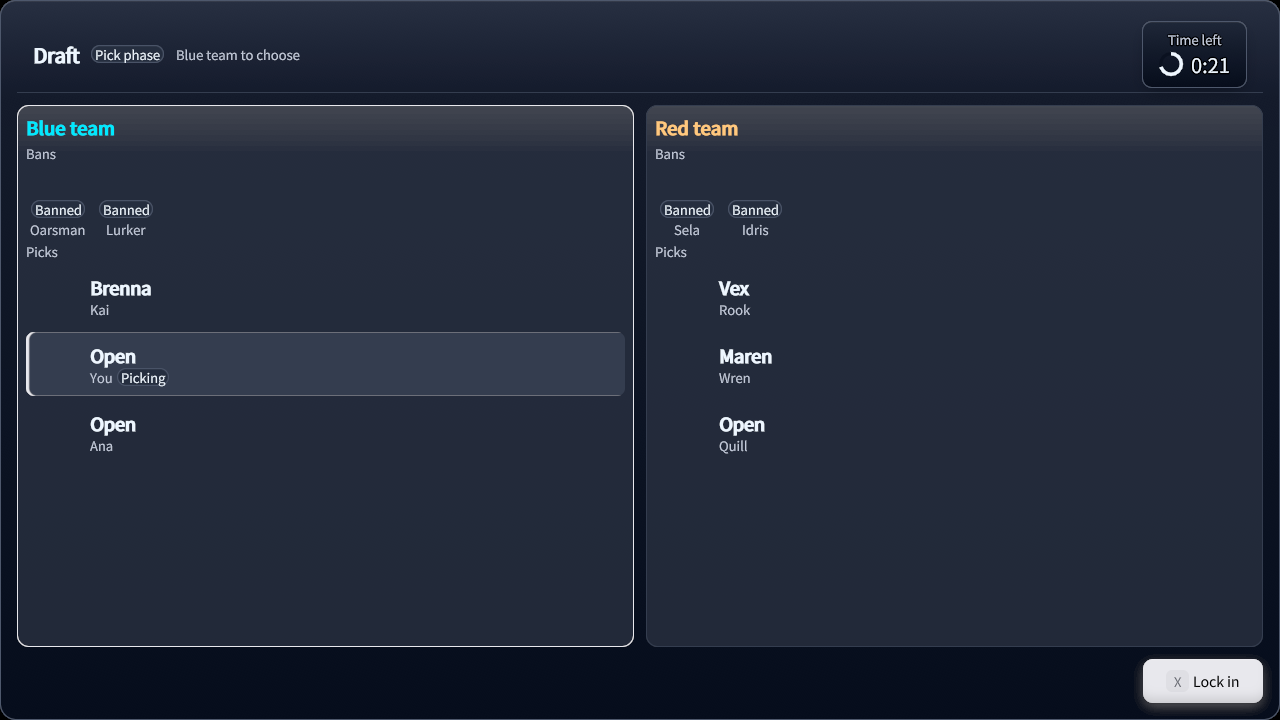 Draft Pick phase Blue team to choose
Time left
0:21
Blue team
Bans
Banned Banned
Oarsman Lurker
Picks
Brenna
Kai
Open
You Picking
Open
Ana
Red team
Bans
Banned Banned
Sela Idris
Picks
Vex
Rook
Maren
Wren
Open
Quill
X Lock in